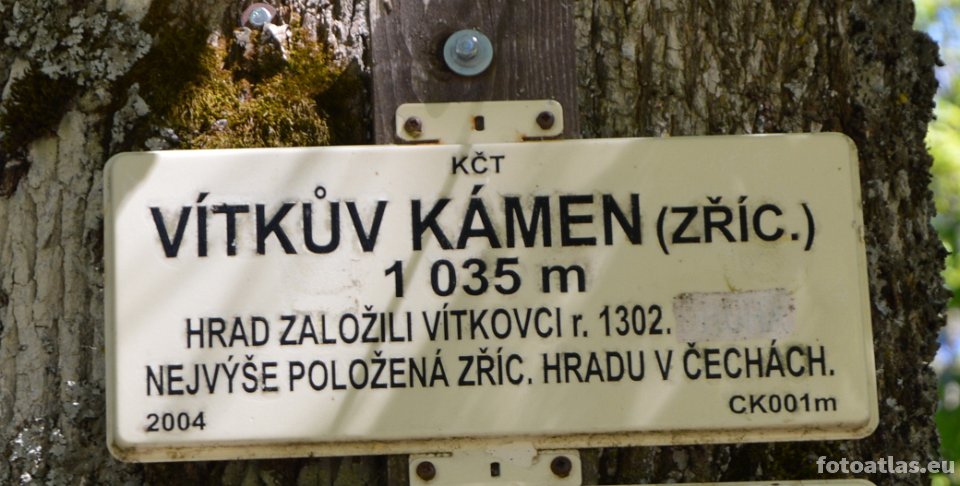 KČT
VÍTKŮV KÁMEN (ZŘÍC.)
1 035 m
HRAD ZALOŽILI VÍTKOVCI r. 1302.
NEJVÝŠE POLOŽENÁ ZŘÍC. HRADU V ČECHÁCH.
2004 CK001m
fotoatlas.eu